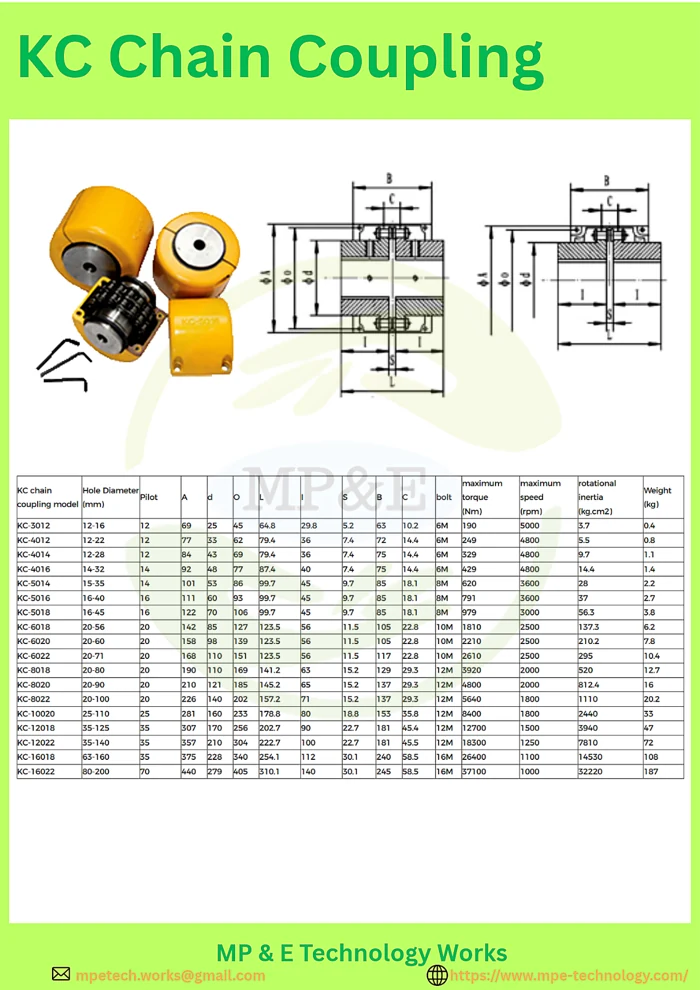 KC Chain Coupling
B
C
ΦA
Φo
Φd
I
S
I
L
B
C
ΦA
Φo
Φd
I
I
S
L
KC-5016
MP&E
KC chain coupling model Hole Diameter (mm) Pilot A d O L I S B C bolt maximum torque (Nm) maximum speed (rpm) rotational inertia (kg.cm2) Weight (kg)
KC-3012 12-16 12 69 25 45 64.8 29.8 5.2 63 10.2 6M 190 5000 3.7 0.4
KC-4012 12-22 12 77 33 62 79.4 36 7.4 72 14.4 6M 249 4800 5.5 0.8
KC-4014 12-28 12 84 43 69 79.4 36 7.4 75 14.4 6M 329 4800 9.7 1.1
KC-4016 14-32 14 92 48 77 87.4 40 7.4 75 14.4 6M 429 4800 14.4 1.4
KC-5014 15-35 14 101 53 86 99.7 45 9.7 85 18.1 8M 620 3600 28 2.2
KC-5016 16-40 16 111 60 93 99.7 45 9.7 85 18.1 8M 791 3600 37 2.7
KC-5018 16-45 16 122 70 106 99.7 45 9.7 85 18.1 8M 979 3000 56.3 3.8
KC-6018 20-56 20 142 85 127 123.5 56 11.5 105 22.8 10M 1810 2500 137.3 6.2
KC-6020 20-60 20 158 98 139 123.5 56 11.5 105 22.8 10M 2210 2500 210.2 7.8
KC-6022 20-71 20 168 110 151 123.5 56 11.5 117 22.8 10M 2610 2500 295 10.4
KC-8018 20-80 20 190 110 169 141.2 63 15.2 129 29.3 12M 3920 2000 520 12.7
KC-8020 20-90 20 210 121 185 145.2 65 15.2 137 29.3 12M 4800 2000 812.4 16
KC-8022 20-100 20 226 140 202 157.2 71 15.2 137 29.3 12M 5640 1800 1110 20.2
KC-10020 25-110 25 281 160 233 178.8 80 18.8 153 35.8 12M 8400 1800 2440 33
KC-12018 35-125 35 307 170 256 202.7 90 22.7 181 45.4 12M 12700 1500 3940 47
KC-12022 35-140 35 357 210 304 222.7 100 22.7 181 45.5 12M 18300 1250 7810 72
KC-16018 63-160 35 375 228 340 254.1 112 30.1 240 58.5 16M 26400 1100 14530 108
KC-16022 80-200 70 440 279 405 310.1 140 30.1 245 58.5 16M 37100 1000 32220 187
MP & E Technology Works
mpetech.works@gmail.com https://www.mpe-technology.com/